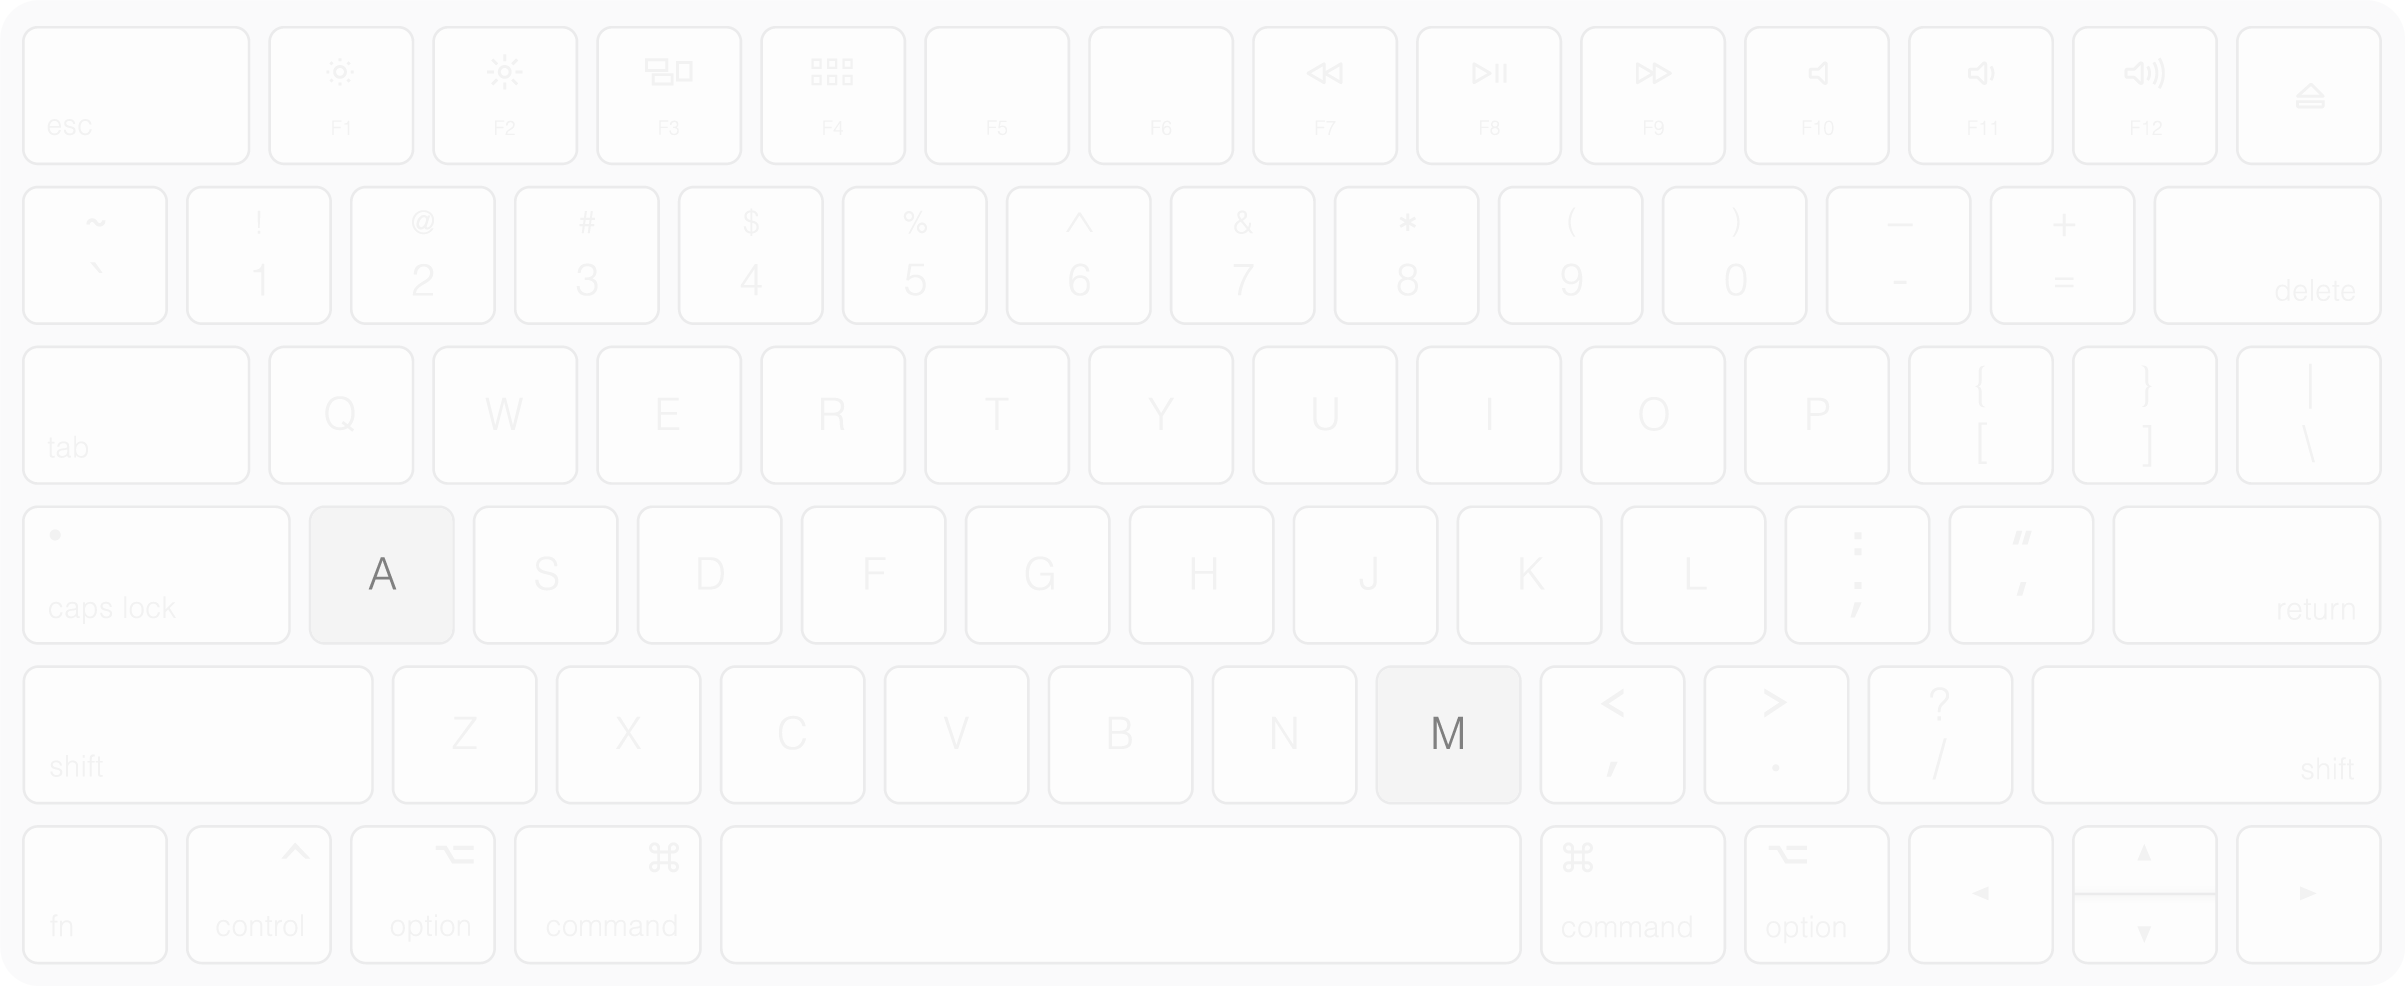 esc F1 F2 F3 F4 F5 F6 F7 F8 F9 F10 F11 F12
~ ! @ # $ % ^ & * ( ) — +
` 1 2 3 4 5 6 7 8 9 0 - = delete
tab Q W E R T Y U I O P { } |
[ ] \
caps lock A S D F G H J K L : " return
; '
shift Z X C V B N M < > ? shift
, . /
fn control option command command option